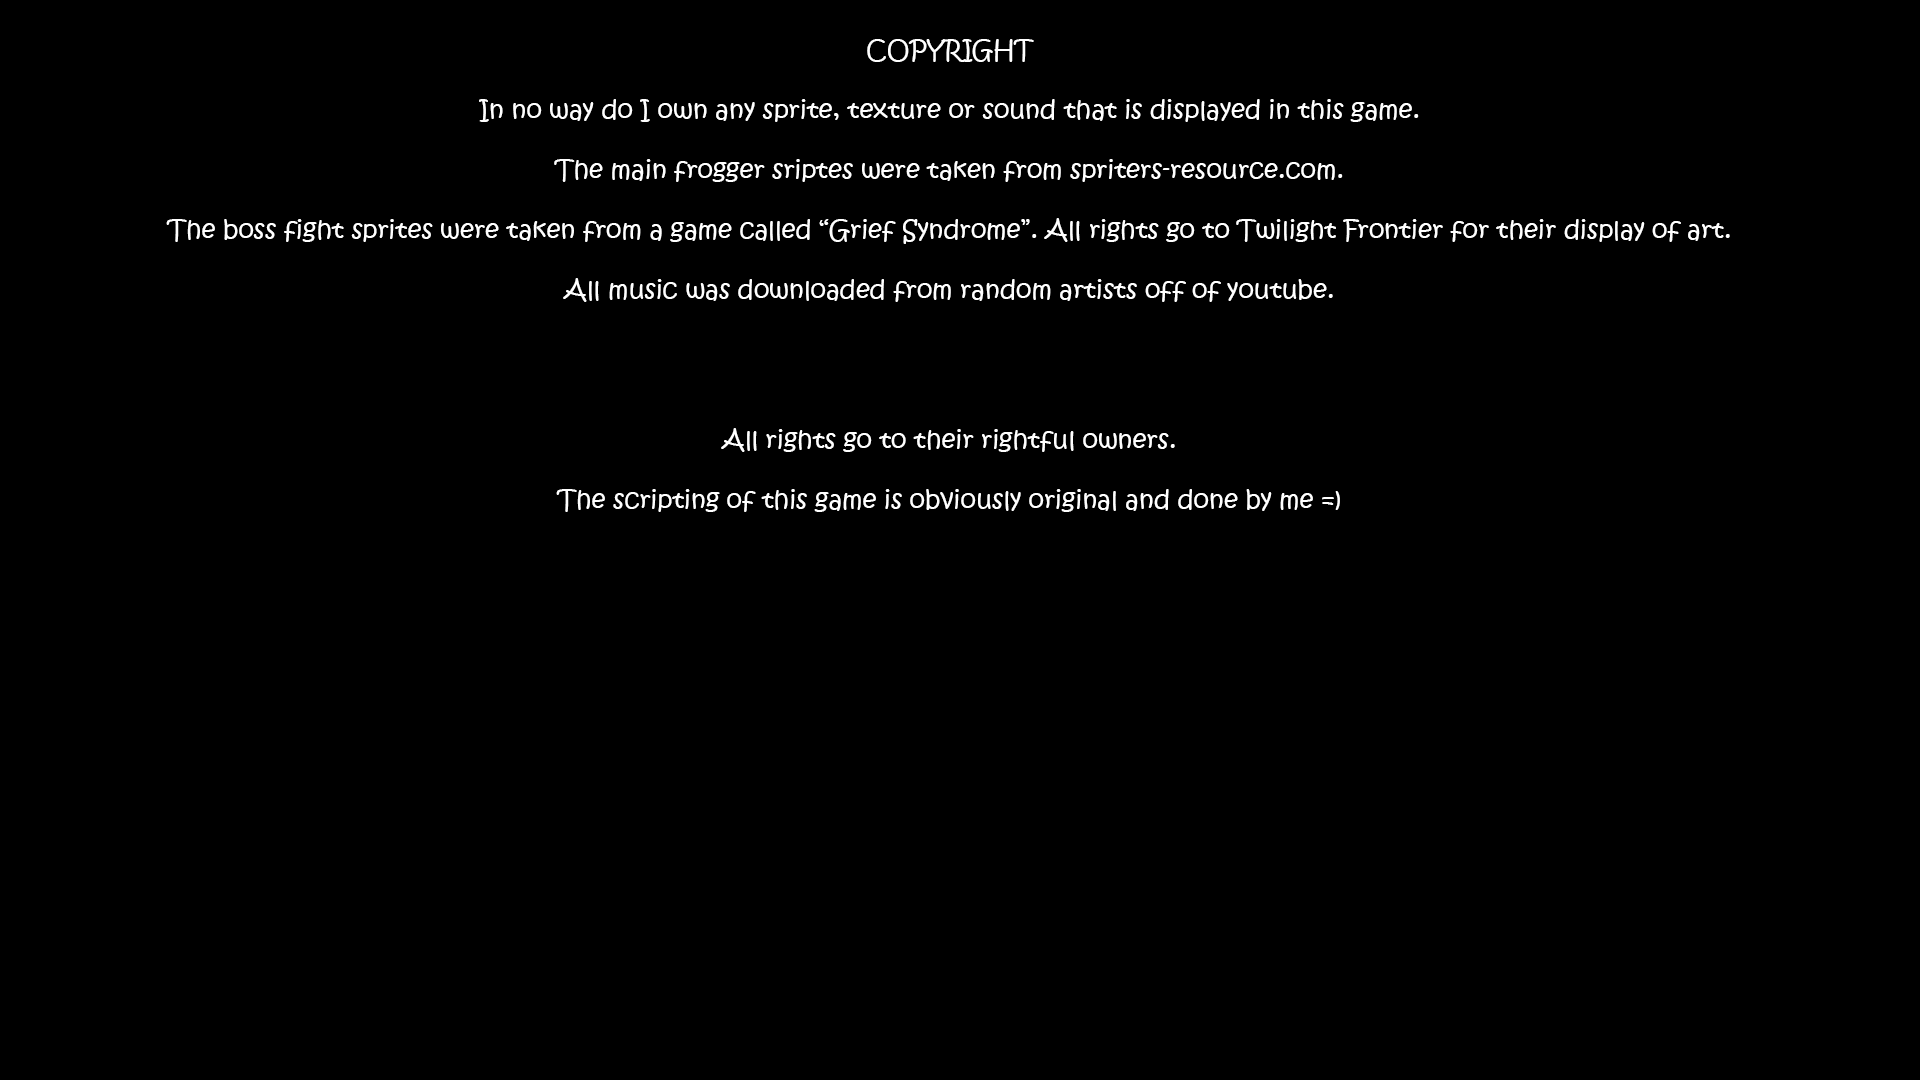 COPYRIGHT
In no way do I own any sprite, texture or sound that is displayed in this game.
The main frogger sriptes were taken from spriters-resource.com.
The boss fight sprites were taken from a game called “Grief Syndrome”. All rights go to Twilight Frontier for their display of art.
All music was downloaded from random artists off of youtube.
All rights go to their rightful owners.
The scripting of this game is obviously original and done by me =)